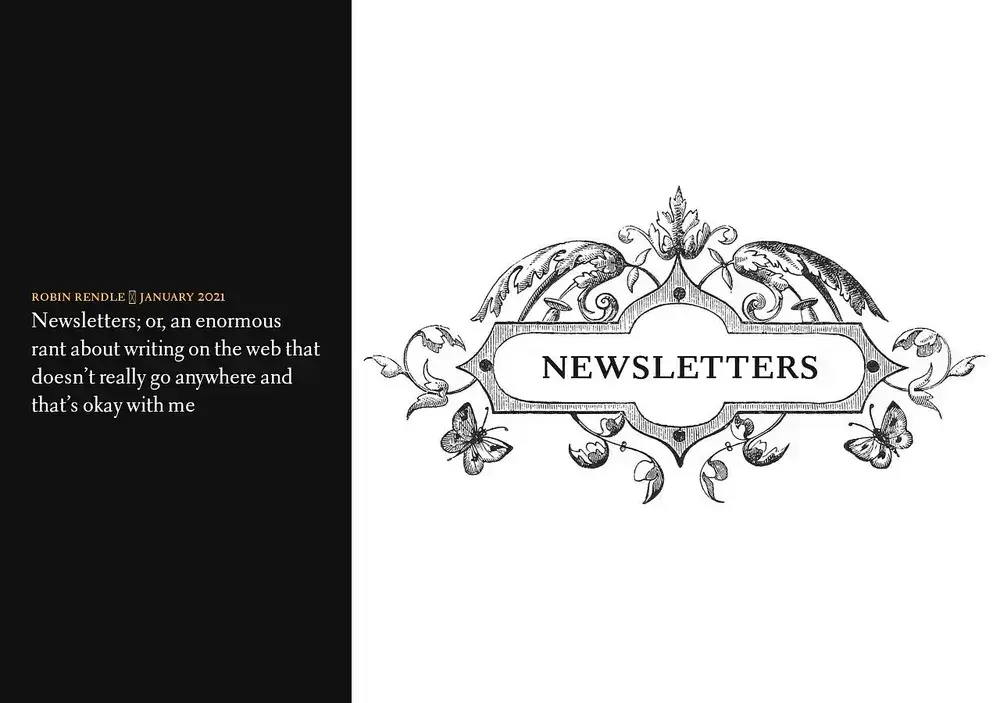 ROBIN RENDLE JANUARY 2021
Newsletters; or, an enormous
rant about writing on the web that
doesn’t really go anywhere and
that’s okay with me
NEWSLETTERS